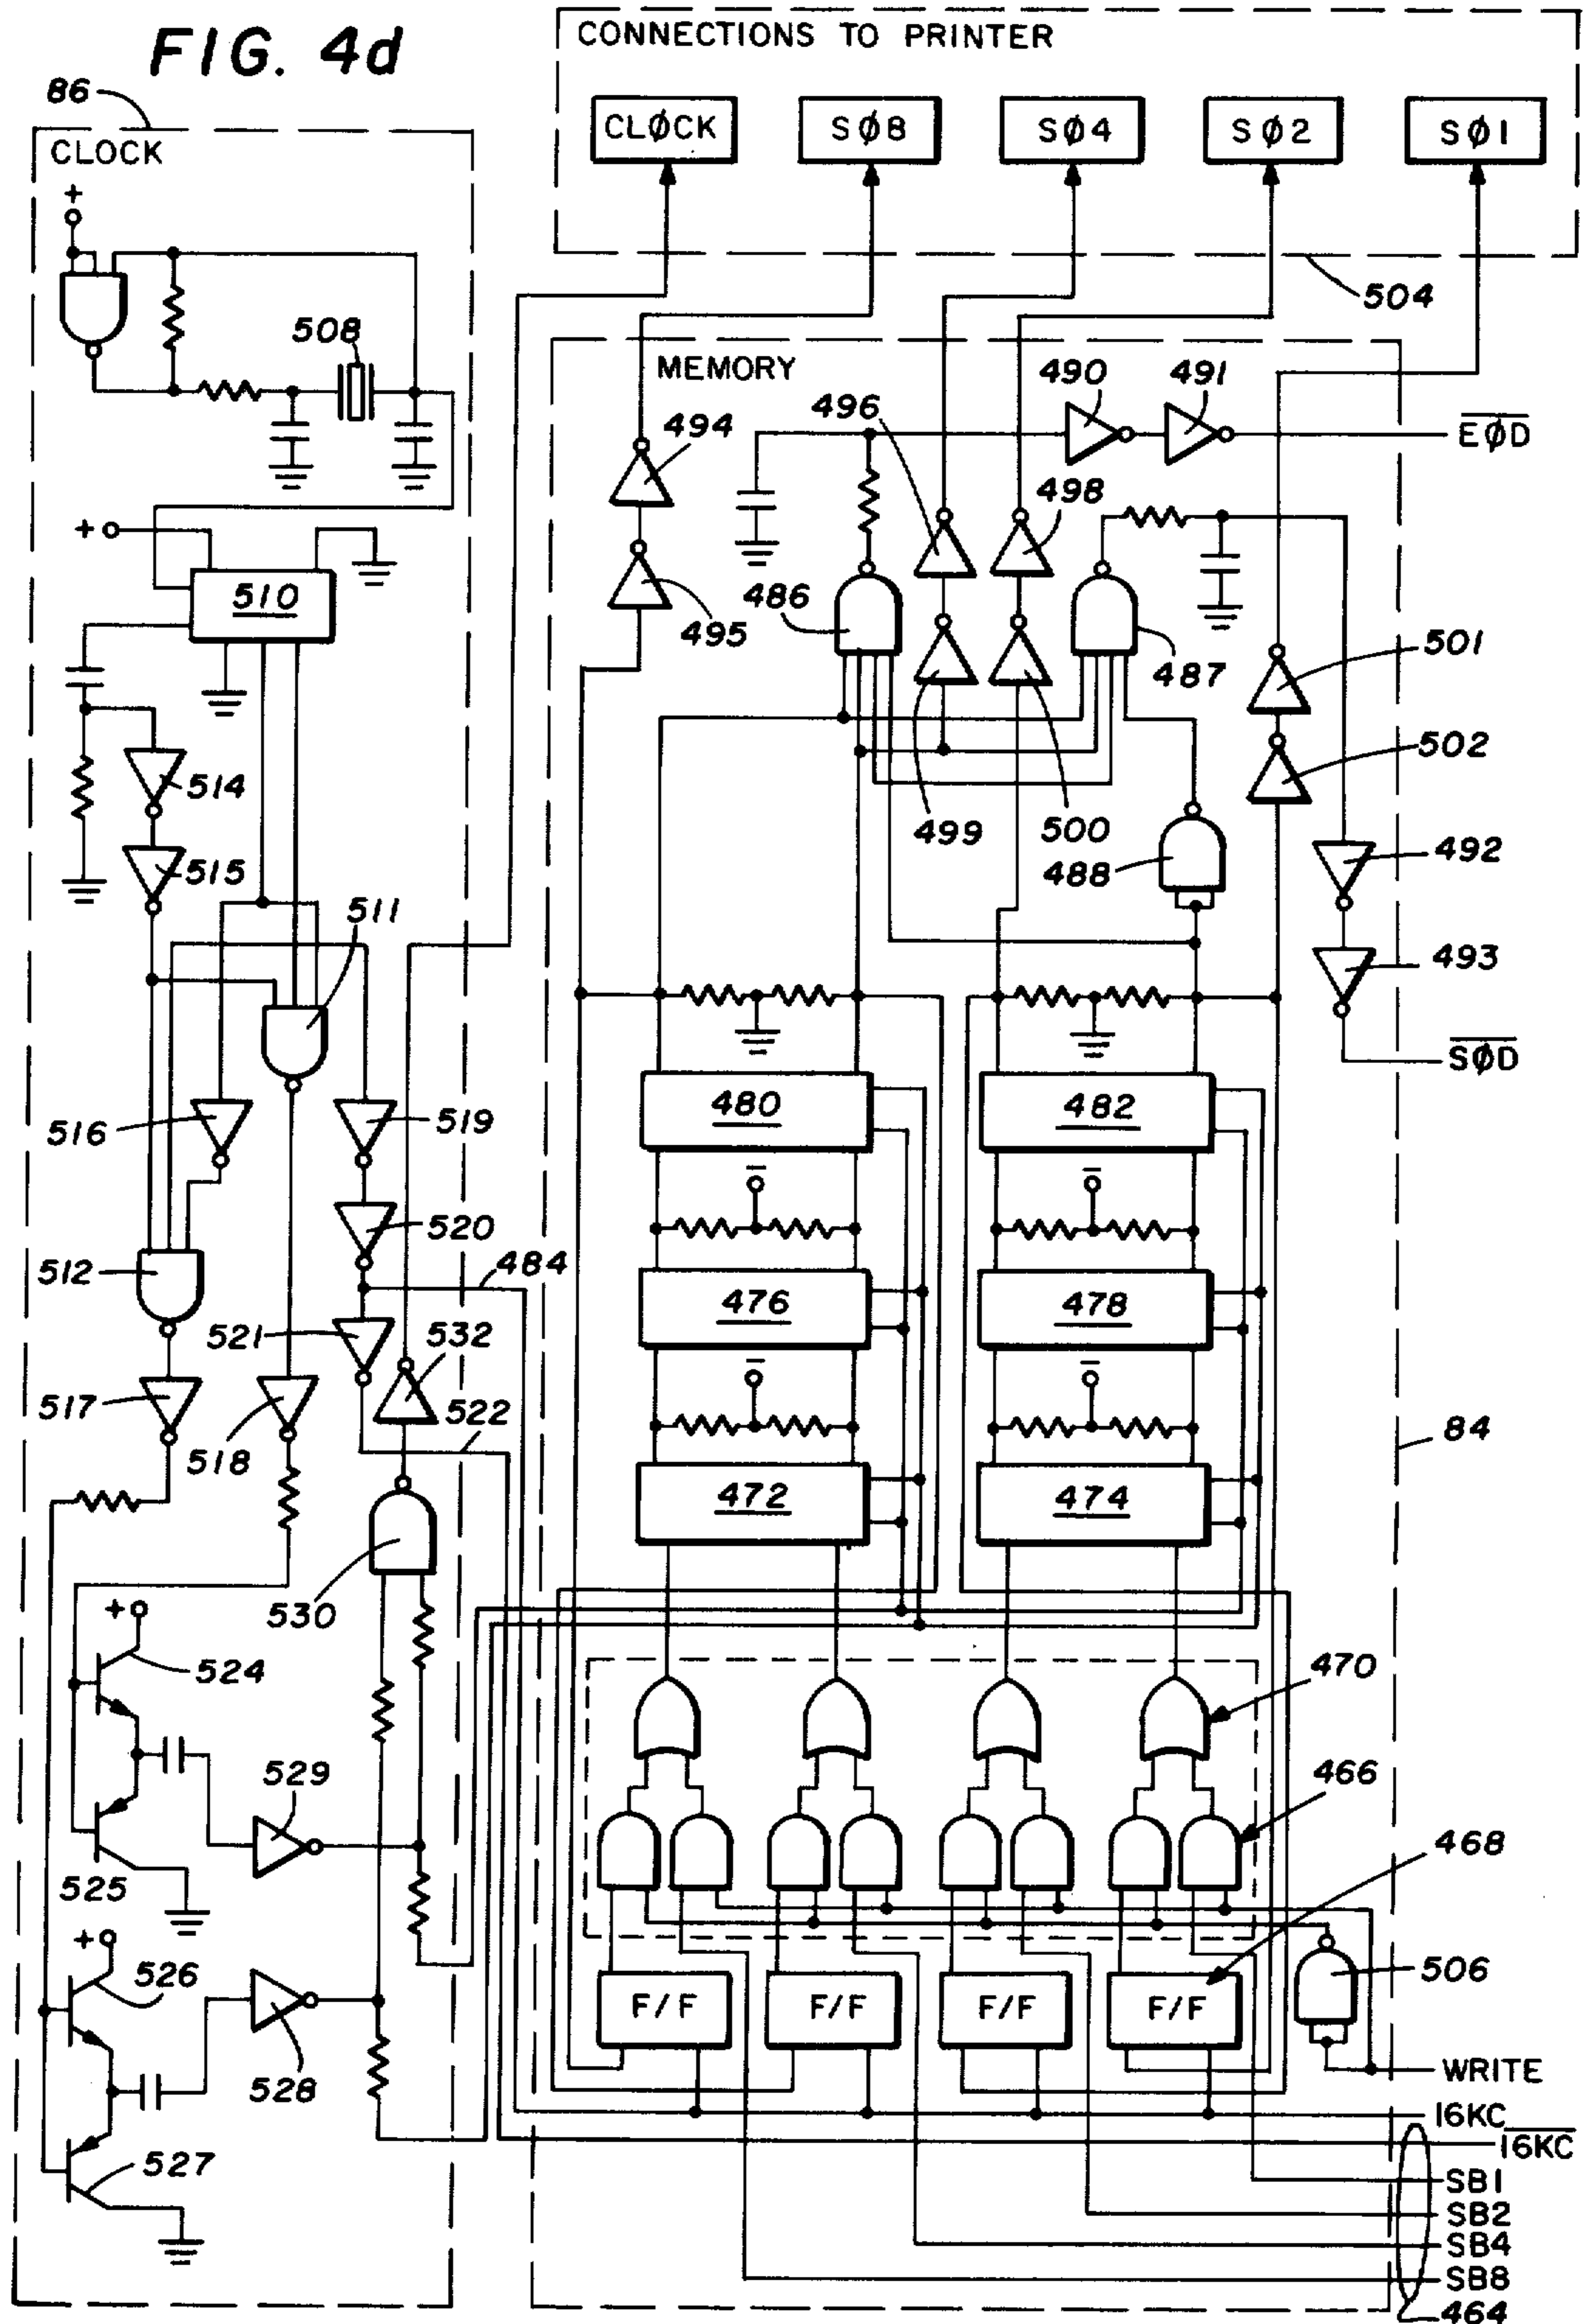 FIG. 4d
CONNECTIONS TO PRINTER
86
CLOCK
CLØCK
SØ8
SØ4
SØ2
SØ1
504
508
MEMORY
490
491
EØD
494
496
498
495
486
487
510
501
502
514
499
500
488
492
515
511
493
SØD
516
519
480
482
520
484
512
476
478
521
532
517
518
522
84
472
474
530
+
524
470
529
466
468
525
526
F/F
F/F
F/F
F/F
506
528
WRITE
16KC
16KC
527
SB1
SB2
SB4
SB8
464